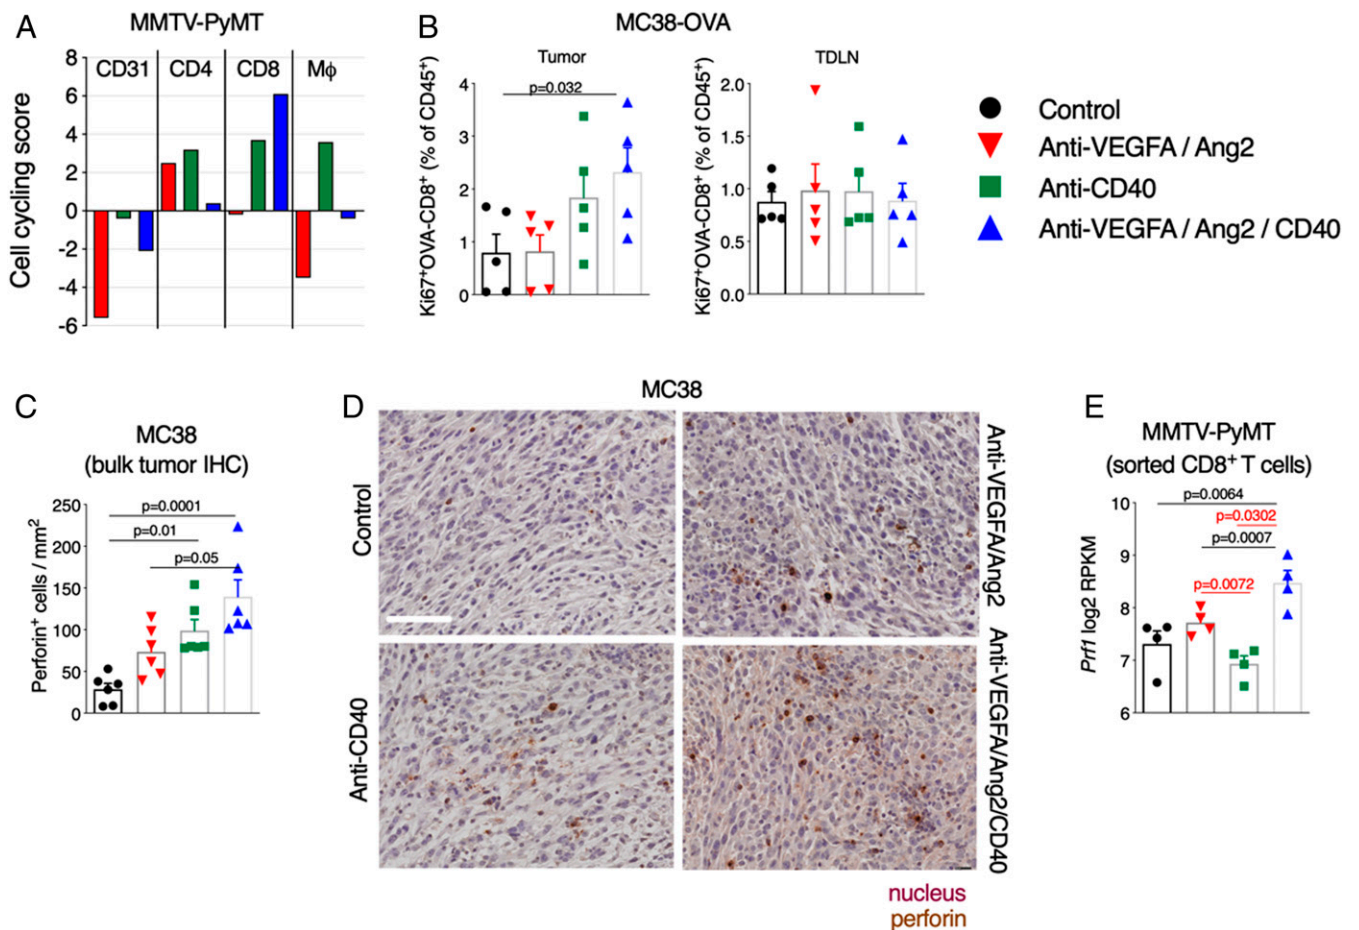 A
MMTV-PyMT
Cell cycling score
8
6
4
2
0
-2
-4
-6
CD31
CD4
CD8
Mϕ
B
MC38-OVA
Tumor
Ki67⁺OVA-CD8⁺ (% of CD45⁺)
4
3
2
1
0
p=0.032
TDLN
Ki67⁺OVA-CD8⁺ (% of CD45⁺)
2.0
1.5
1.0
0.5
0.0
Control
Anti-VEGFA / Ang2
Anti-CD40
Anti-VEGFA / Ang2 / CD40
C
MC38
(bulk tumor IHC)
Perforin⁺ cells / mm²
250
200
150
100
50
0
p=0.0001
p=0.01
p=0.05
D
MC38
Control
Anti-VEGFA/Ang2
Anti-CD40
Anti-VEGFA/Ang2/CD40
nucleus
perforin
E
MMTV-PyMT
(sorted CD8⁺ T cells)
Prf1 log2 RPKM
10
9
8
7
6
p=0.0064
p=0.0302
p=0.0007
p=0.0072